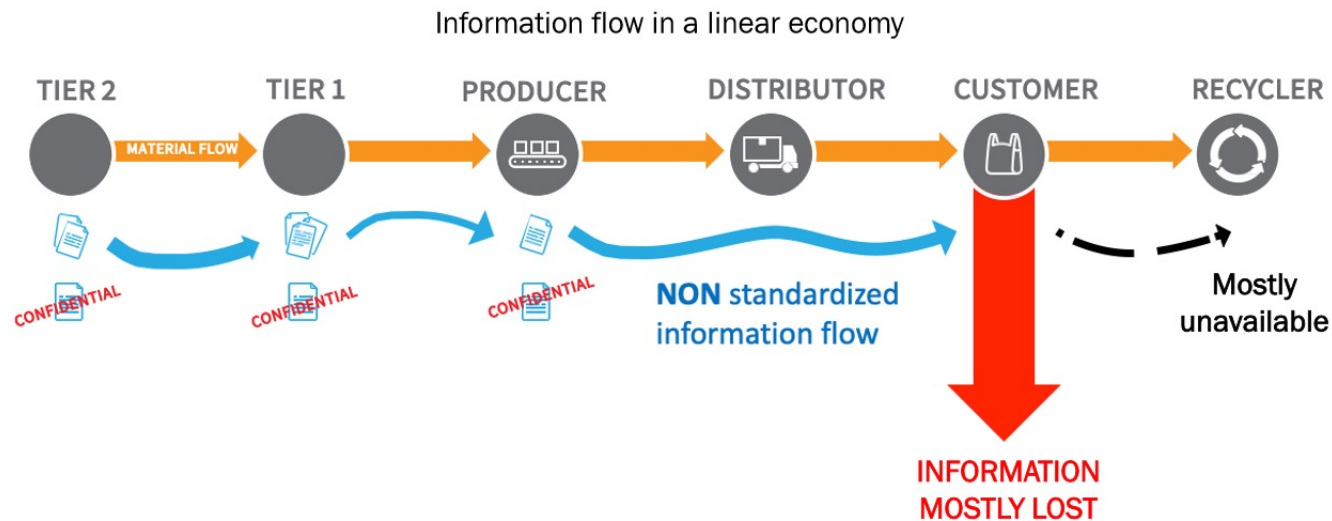 Information flow in a linear economy
TIER 2
TIER 1
PRODUCER
DISTRIBUTOR
CUSTOMER
RECYCLER
MATERIAL FLOW
CONFIDENTIAL
CONFIDENTIAL
CONFIDENTIAL
NON standardized
information flow
Mostly
unavailable
INFORMATION
MOSTLY LOST